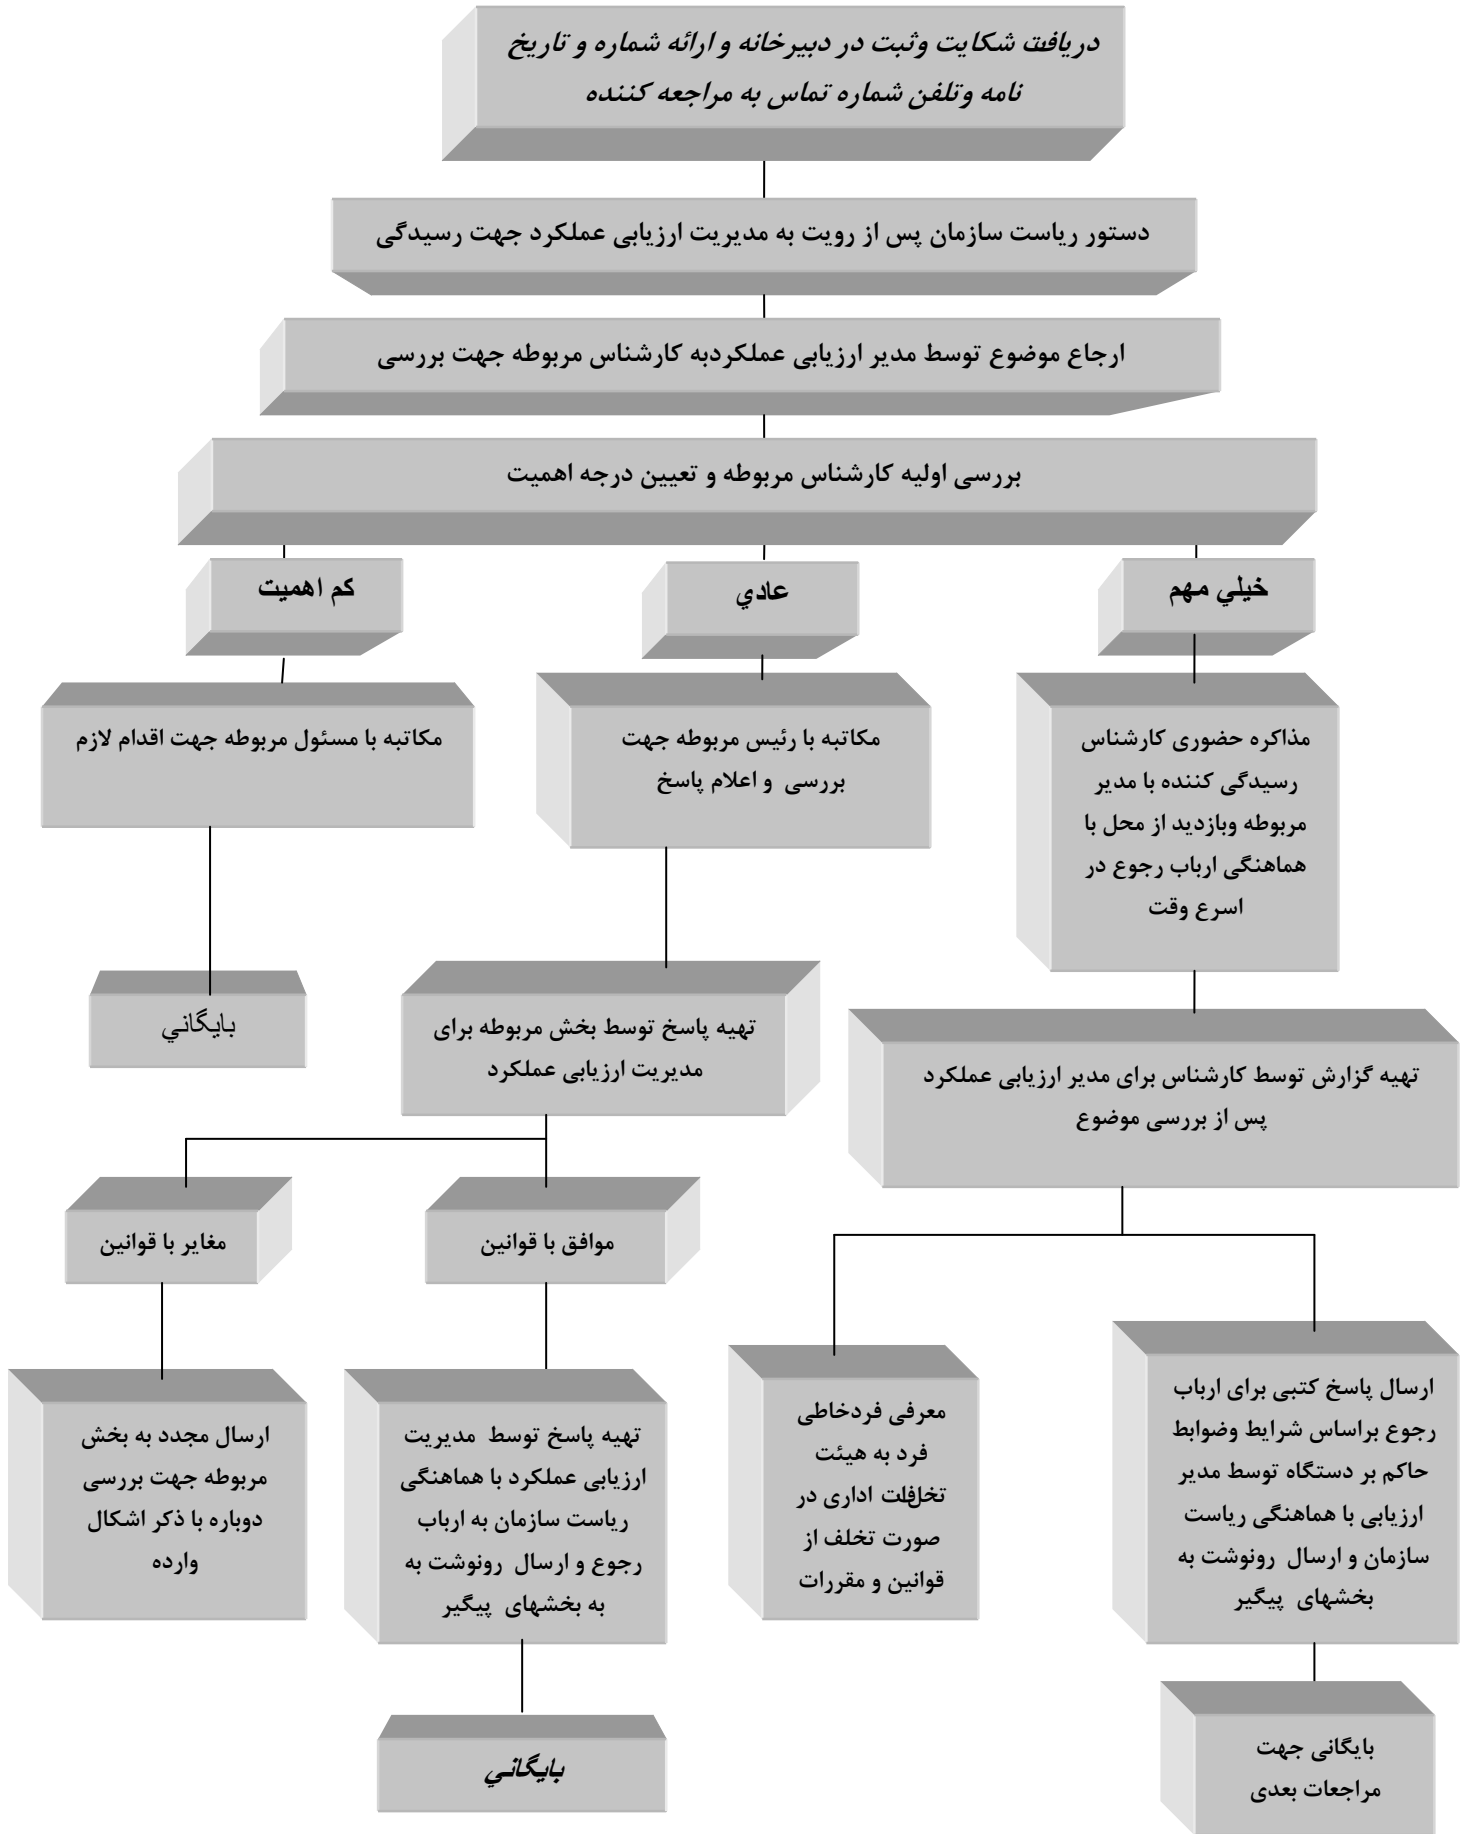 دریافت شکایت وثبت در دبیرخانه و ارائه شماره و تاریخ
نامه وتلفن شماره تماس به مراجعه کننده
دستور ریاست سازمان پس از رویت به مدیریت ارزیابی عملکرد جهت رسیدگی
ارجاع موضوع توسط مدیر ارزیابی عملکردبه کارشناس مربوطه جهت بررسی
بررسی اولیه کارشناس مربوطه و تعیین درجه اهمیت
خيلي مهم
عادي
كم اهميت
مذاکره حضوری کارشناس
رسیدگی کننده با مدیر
مربوطه وبازدید از محل با
هماهنگی ارباب رجوع در
اسرع وقت
مکاتبه با رئیس مربوطه جهت
بررسی و اعلام پاسخ
مکاتبه با مسئول مربوطه جهت اقدام لازم
بايگاني
تهیه پاسخ توسط بخش مربوطه برای
مدیریت ارزیابی عملکرد
تهیه گزارش توسط کارشناس برای مدیر ارزیابی عملکرد
پس از بررسی موضوع
موافق با قوانین
مغایر با قوانین
ارسال پاسخ کتبی برای ارباب
رجوع براساس شرایط وضوابط
حاکم بر دستگاه توسط مدیر
ارزیابی با هماهنگی ریاست
سازمان و ارسال رونوشت به
بخشهای پیگیر
معرفی فردخاطی
فرد به هیئت
تخلفات اداری در
صورت تخلف از
قوانین و مقررات
تهیه پاسخ توسط مدیریت
ارزیابی عملکرد با هماهنگی
ریاست سازمان به ارباب
رجوع و ارسال رونوشت به
به بخشهای پیگیر
ارسال مجدد به بخش
مربوطه جهت بررسی
دوباره با ذکر اشکال
وارده
بايگاني
بایگانی جهت
مراجعات بعدی